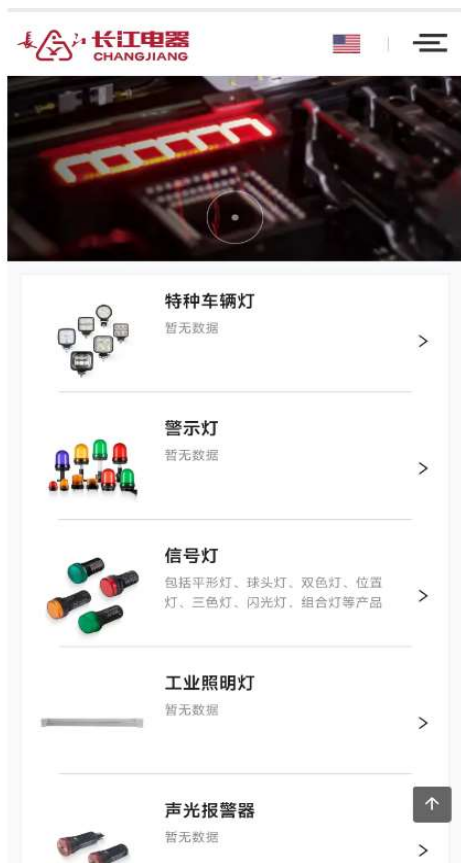 长江电器
CHANGJIANG
特种车辆灯
暂无数据
警示灯
暂无数据
信号灯
包括平形灯、球头灯、双色灯、位置
灯、三色灯、闪光灯、组合灯等产品
工业照明灯
暂无数据
声光报警器
暂无数据